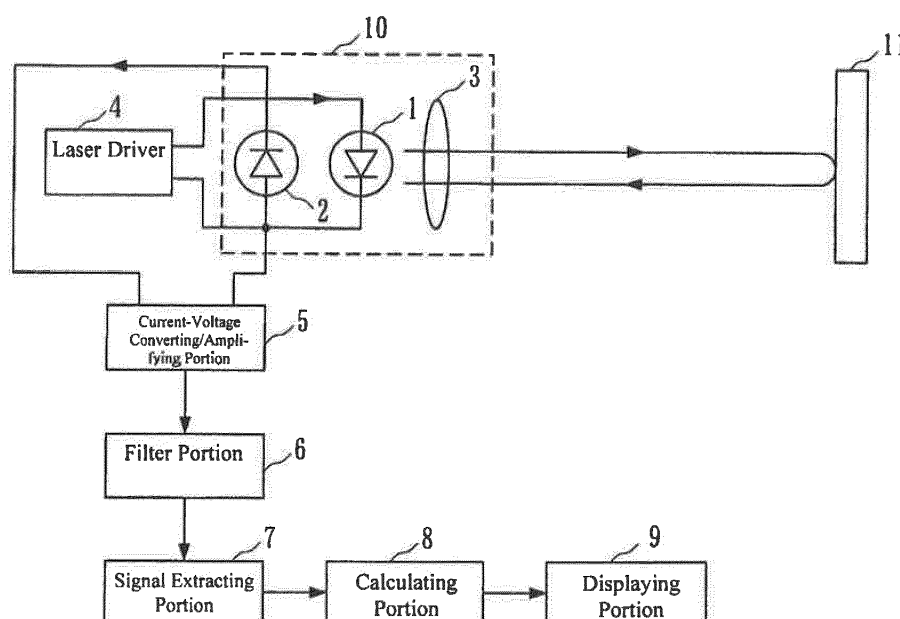 10
11
3
4
1
Laser Driver
2
Current-Voltage
Converting/Ampli-
fying Portion
5
Filter Portion
6
7
8
9
Signal Extracting
Portion
Calculating
Portion
Displaying
Portion